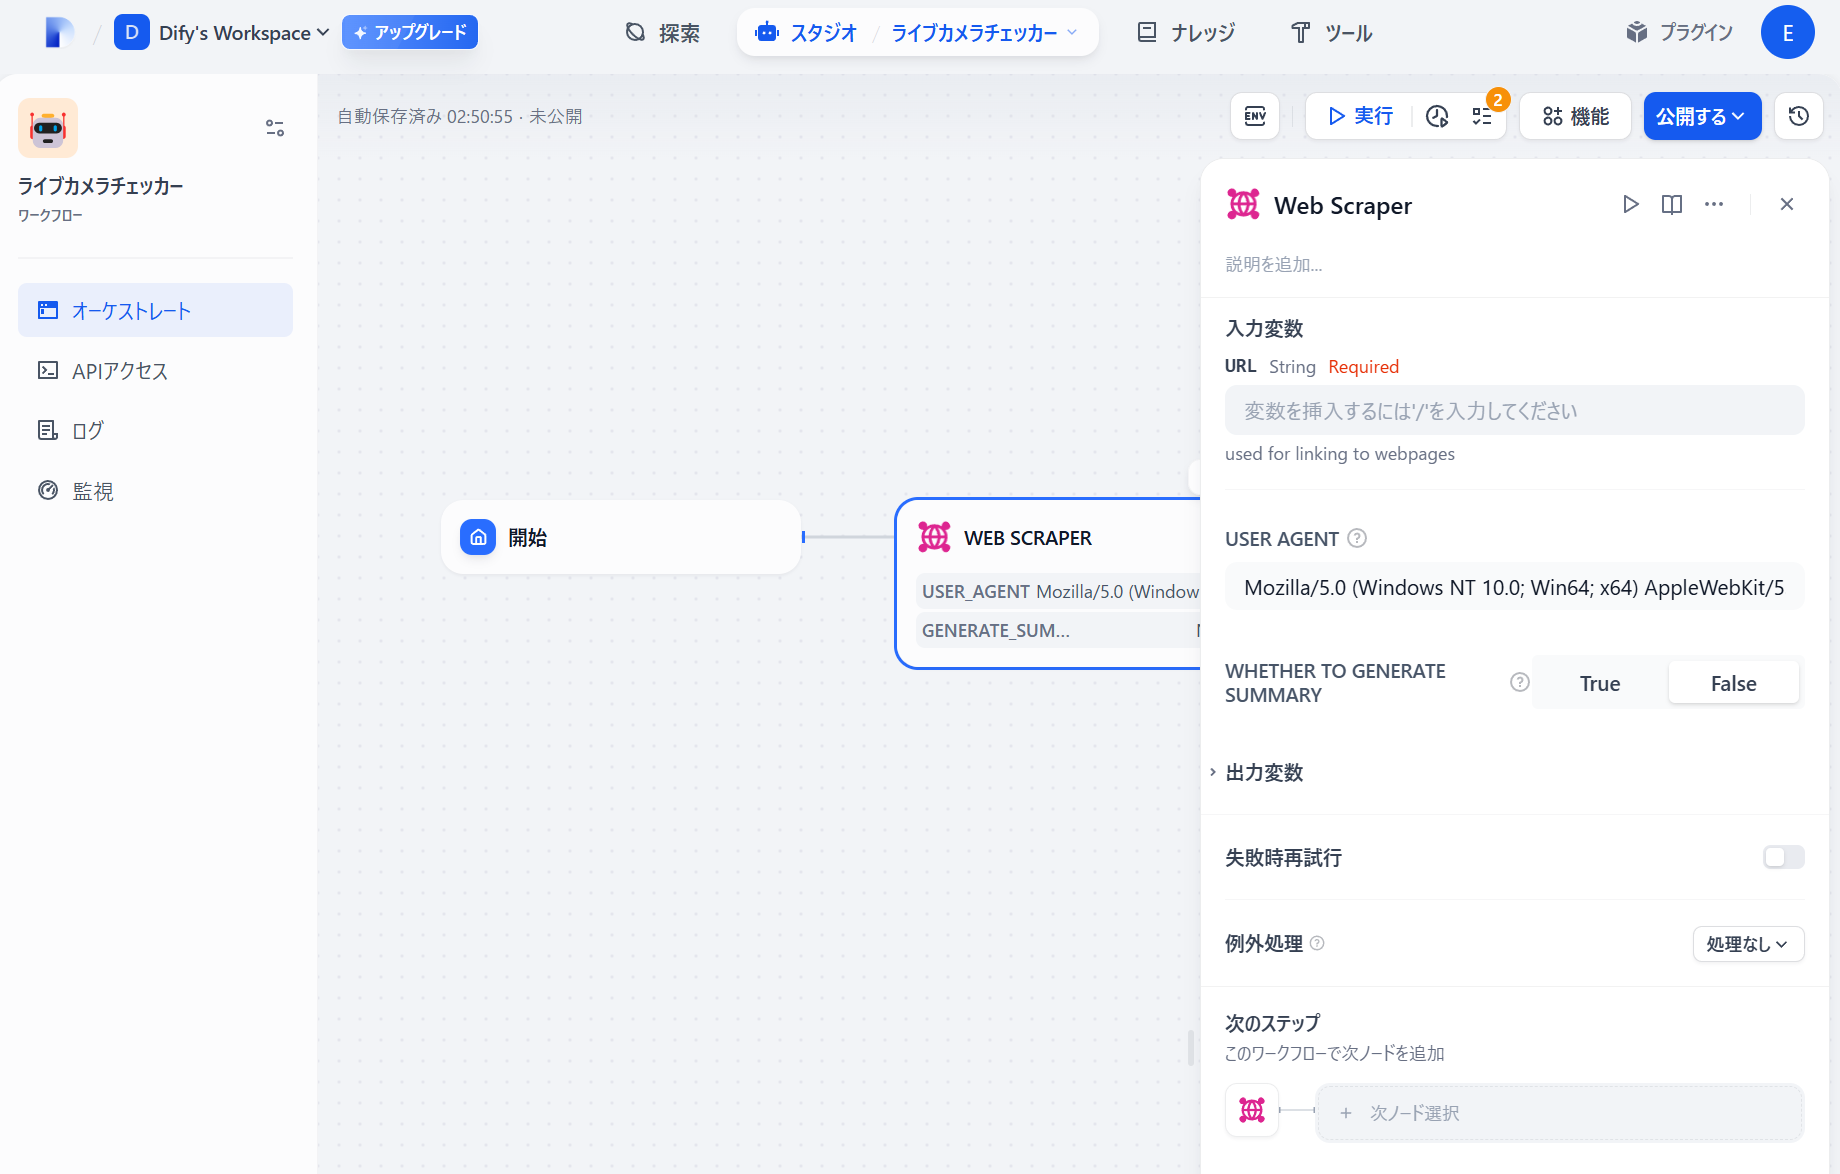 D Dify's Workspace アップグレード 探索 スタジオ / ライブカメラチェッカー ナレッジ ツール プラグイン E
自動保存済み 02:50:55 · 未公開
ENV 実行 2 機能 公開する
ライブカメラチェッカー
ワークフロー
オーケストレート
APIアクセス
ログ
監視
開始
WEB SCRAPER
USER_AGENT Mozilla/5.0 (Window
GENERATE_SUM...
Web Scraper
説明を追加...
入力変数
URL String Required
変数を挿入するには'/'を入力してください
used for linking to webpages
USER AGENT
Mozilla/5.0 (Windows NT 10.0; Win64; x64) AppleWebKit/5
WHETHER TO GENERATE
SUMMARY
True False
出力変数
失敗時再試行
例外処理 処理なし
次のステップ
このワークフローで次ノードを追加
+ 次ノード選択